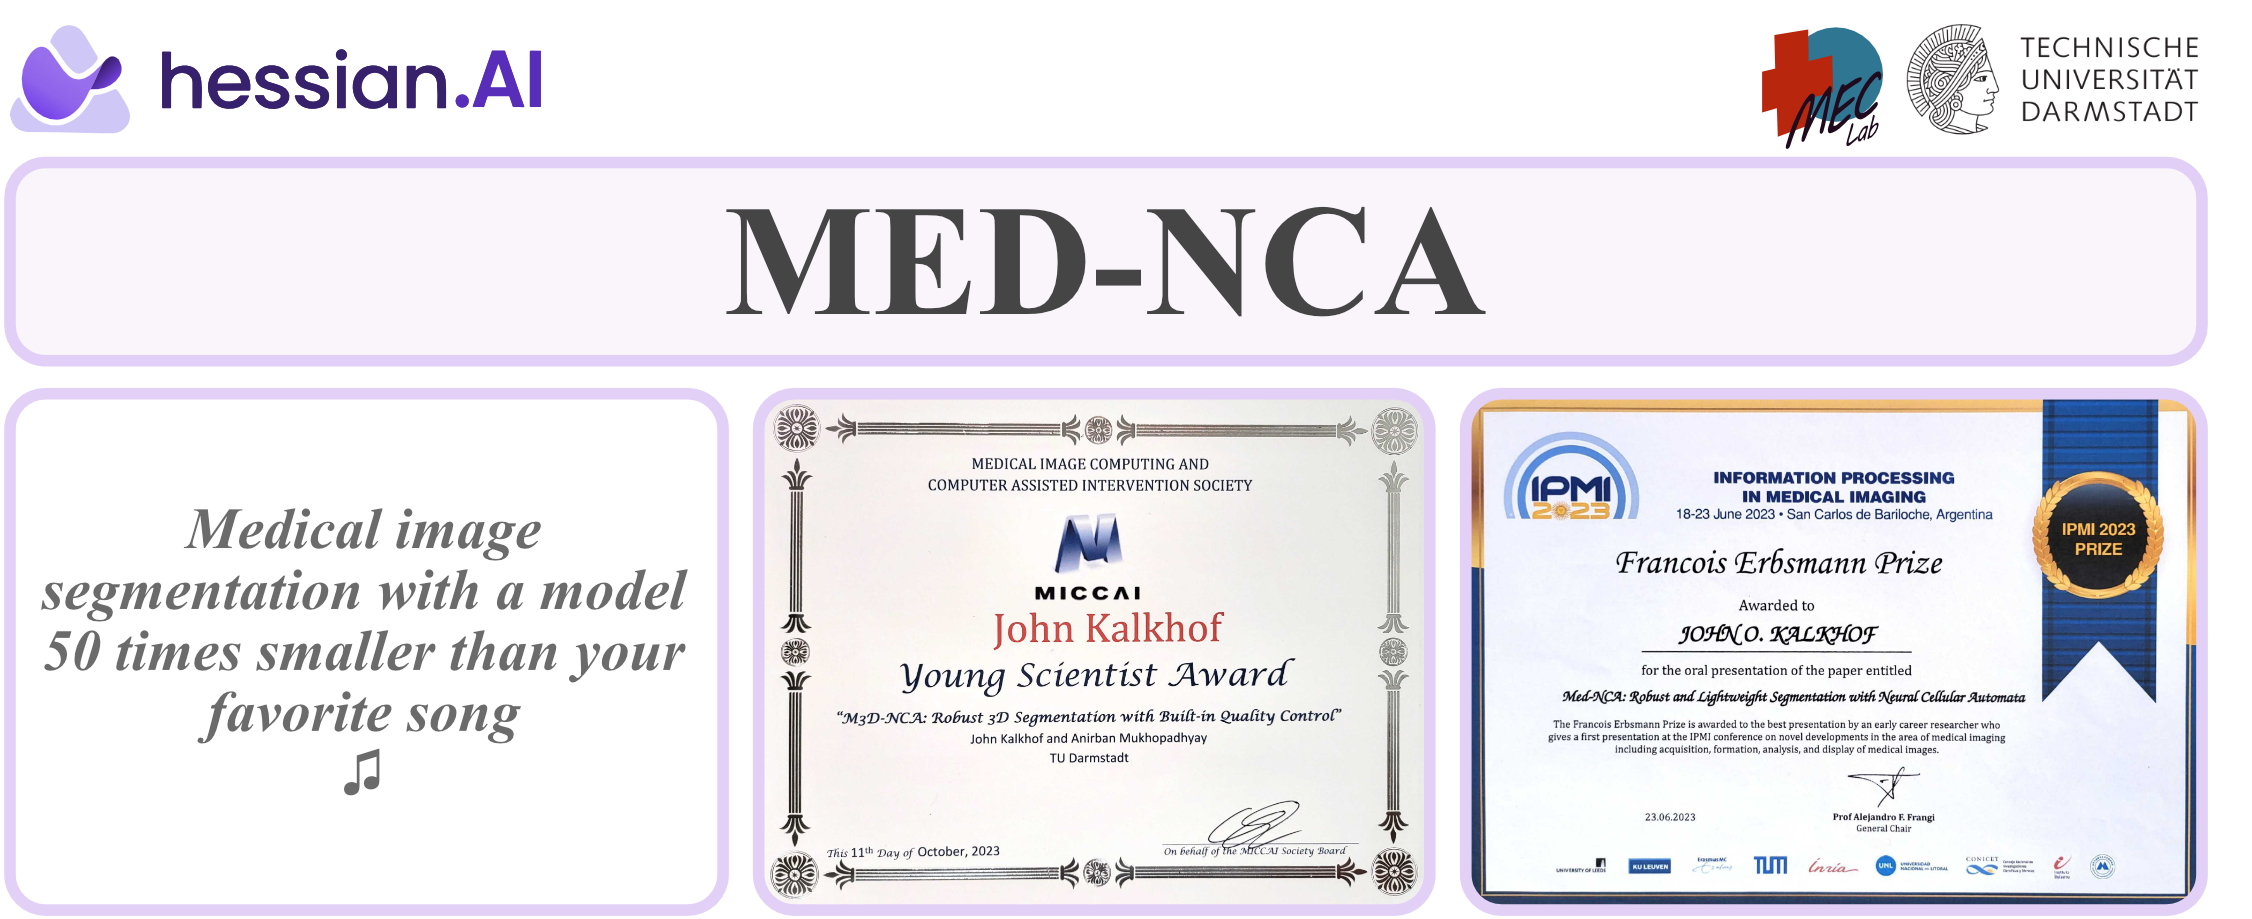 hessian.AI
MEC
Lab
TECHNISCHE
UNIVERSITÄT
DARMSTADT
MED-NCA
Medical image
segmentation with a model
50 times smaller than your
favorite song
♫
MEDICAL IMAGE COMPUTING AND
COMPUTER ASSISTED INTERVENTION SOCIETY
MICCAI
John Kalkhof
Young Scientist Award
“M3D-NCA: Robust 3D Segmentation with Built-in Quality Control”
John Kalkhof and Anirban Mukhopadhyay
TU Darmstadt
This 11th Day of October, 2023
On behalf of the MICCAI Society Board
IPMI
2023
INFORMATION PROCESSING
IN MEDICAL IMAGING
18-23 June 2023 • San Carlos de Bariloche, Argentina
IPMI 2023
PRIZE
Francois Erbsmann Prize
Awarded to
JOHN O. KALKHOF
for the oral presentation of the paper entitled
Med-NCA: Robust and Lightweight Segmentation with Neural Cellular Automata
The Francois Erbsmann Prize is awarded to the best presentation by an early career researcher who
gives a first presentation at the IPMI conference on novel developments in the area of medical imaging
including acquisition, formation, analysis, and display of medical images.
23.06.2023
Prof Alejandro F. Frangi
General Chair
UNIVERSITY OF LEEDS
KU LEUVEN
Erasmus MC
TUM
Inria
UNL
UNIVERSIDAD
NACIONAL DEL LITORAL
CONICET